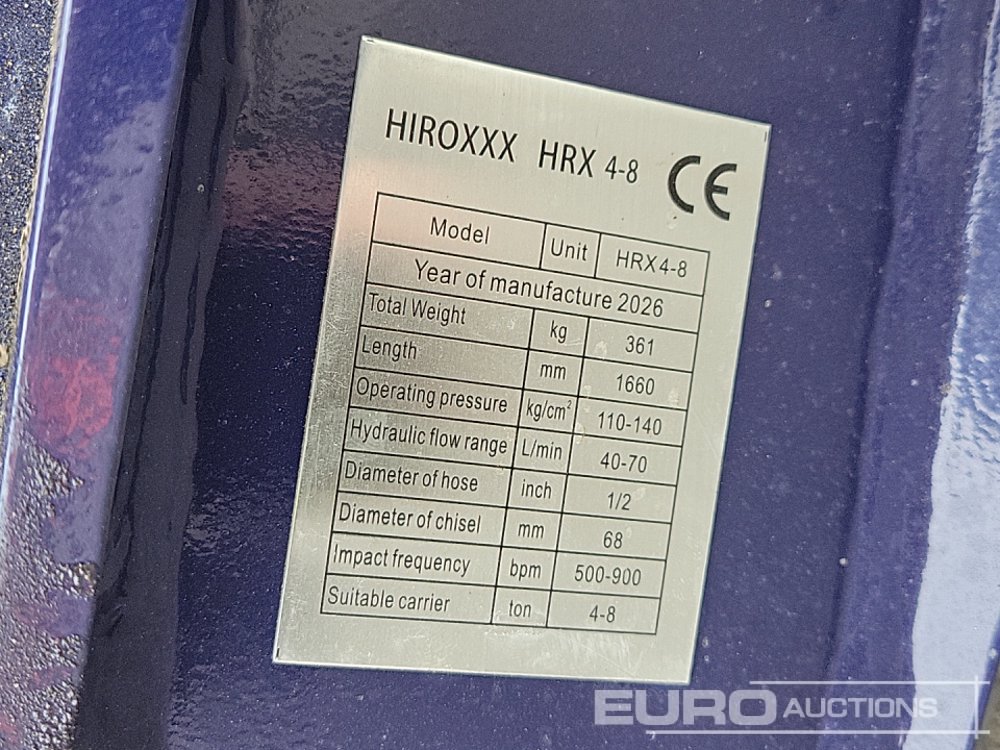 HIROXXX HRX 4-8 CE
Model Unit HRX4-8
Year of manufacture 2026
Total Weight kg 361
Length mm 1660
Operating pressure kg/cm² 110-140
Hydraulic flow range L/min 40-70
Diameter of hose inch 1/2
Diameter of chisel mm 68
Impact frequency bpm 500-900
Suitable carrier ton 4-8
EURO AUCTIONS